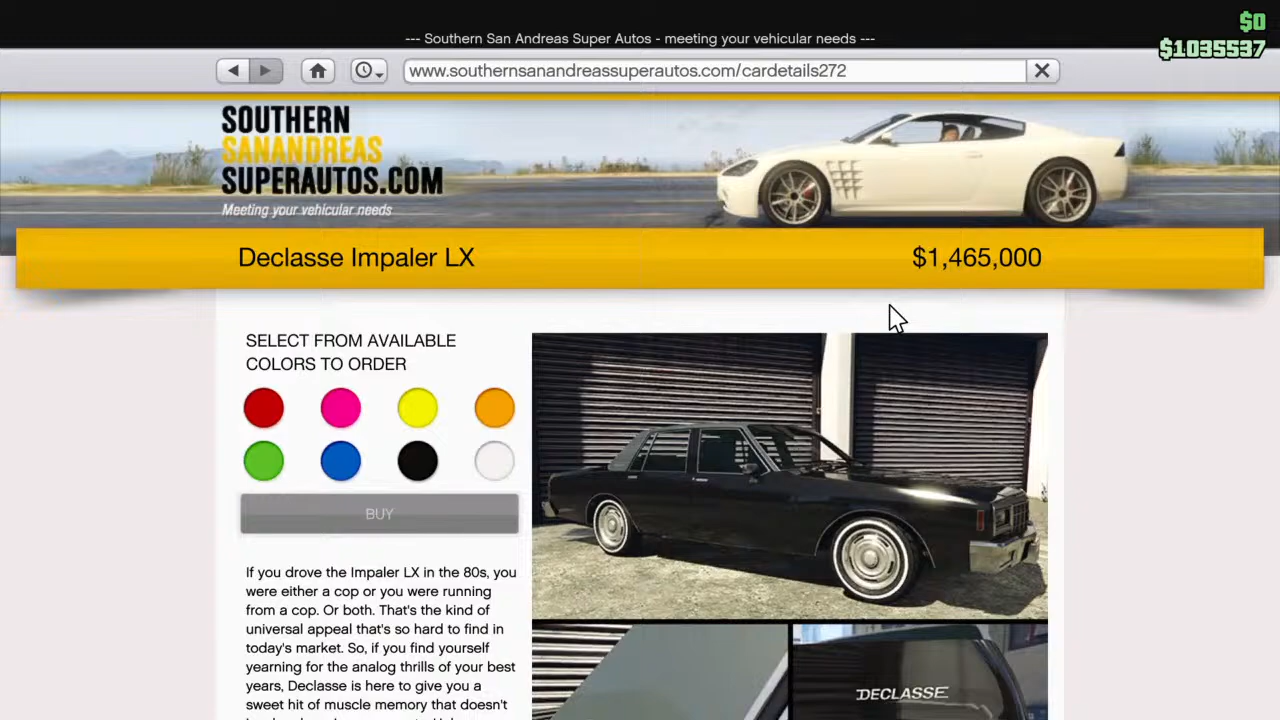 $0
$1035537
--- Southern San Andreas Super Autos - meeting your vehicular needs ---
www.southernsanandreassuperautos.com/cardetails272
SOUTHERN
SANANDREAS
SUPERAUTOS.COM
Meeting your vehicular needs
Declasse Impaler LX
$1,465,000
SELECT FROM AVAILABLE
COLORS TO ORDER
BUY
If you drove the Impaler LX in the 80s, you
were either a cop or you were running
from a cop. Or both. That's the kind of
universal appeal that's so hard to find in
today's market. So, if you find yourself
yearning for the analog thrills of your best
years, Declasse is here to give you a
sweet hit of muscle memory that doesn't
DECLASSE